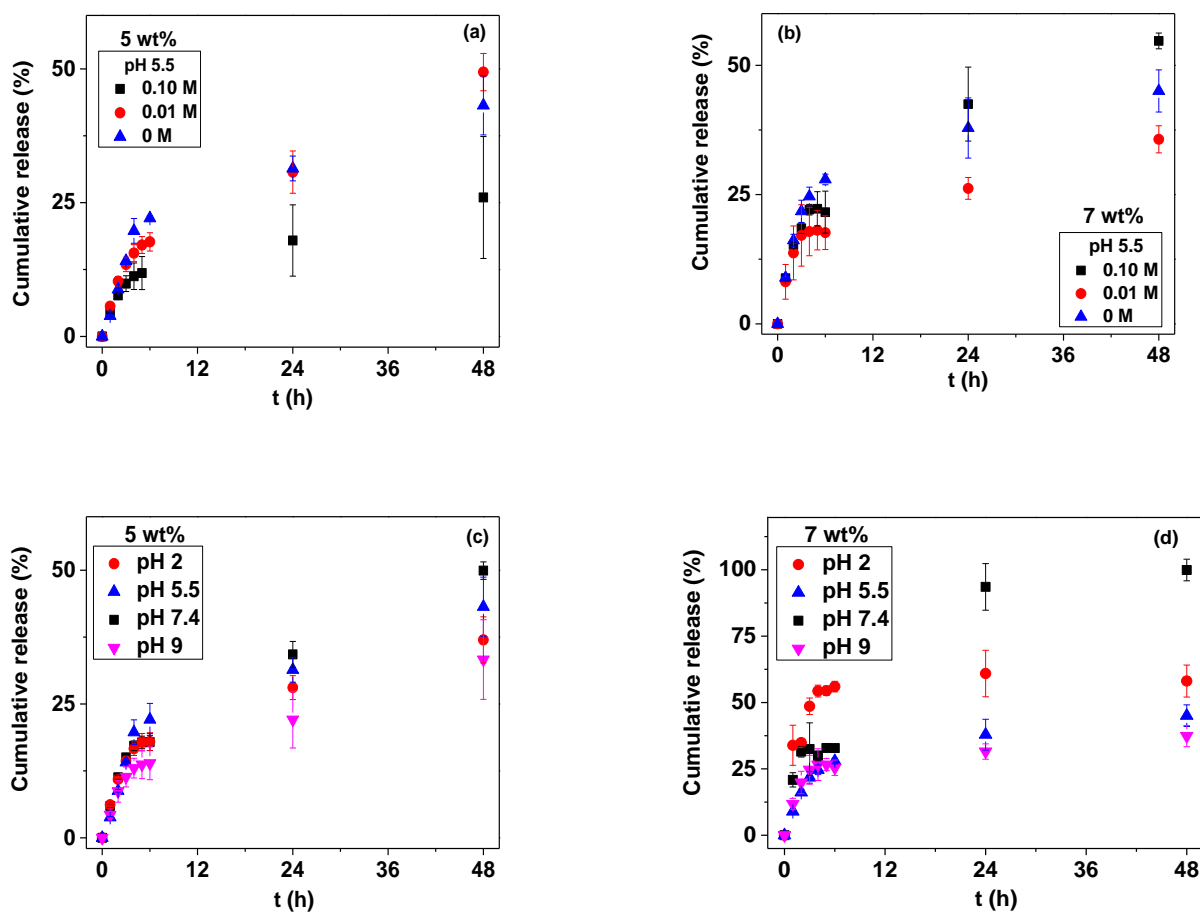 (a)
5 wt%
pH 5.5
0.10 M
0.01 M
0 M
Cumulative release (%)
50
25
0
0 12 24 36 48
t (h)
(b)
Cumulative release (%)
50
25
0
7 wt%
pH 5.5
0.10 M
0.01 M
0 M
0 12 24 36 48
t (h)
5 wt%
(c)
pH 2
pH 5.5
pH 7.4
pH 9
Cumulative release (%)
50
25
0
0 12 24 36 48
t (h)
7 wt%
(d)
pH 2
pH 5.5
pH 7.4
pH 9
Cumulative release (%)
100
75
50
25
0
0 12 24 36 48
t (h)